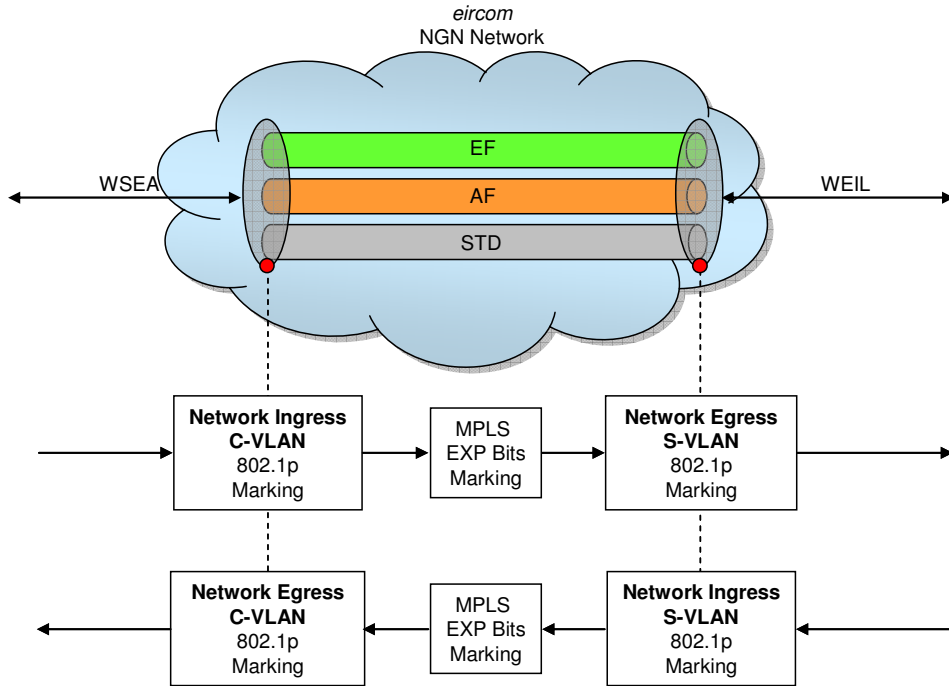 eircom
NGN Network
EF
WSEA
AF
WEIL
STD
Network Ingress
C-VLAN
802.1p
Marking
MPLS
EXP Bits
Marking
Network Egress
S-VLAN
802.1p
Marking
Network Egress
C-VLAN
802.1p
Marking
MPLS
EXP Bits
Marking
Network Ingress
S-VLAN
802.1p
Marking